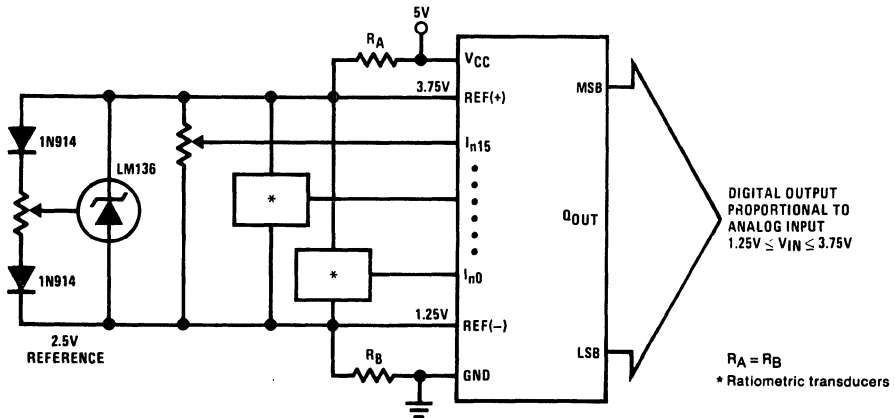 5V
RA
VCC
3.75V
REF(+)
MSB
1N914
In15
LM136
*
QOUT
DIGITAL OUTPUT
PROPORTIONAL TO
ANALOG INPUT
1.25V ≤ VIN ≤ 3.75V
*
In0
1N914
1.25V
REF(−)
2.5V
REFERENCE
RB
GND
LSB
RA = RB
* Ratiometric transducers